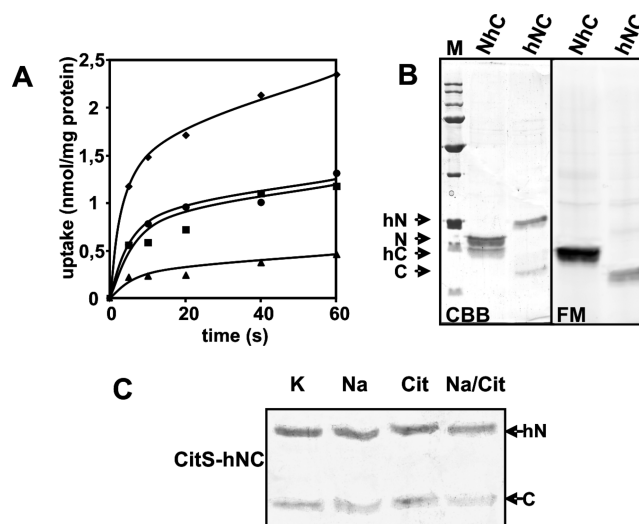 A
uptake (nmol/mg protein)
2,5
2
1,5
1
0,5
0
0 20 40 60
time (s)
B
M NhC hNC NhC hNC
hN
N
hC
C
CBB FM
C
K Na Cit Na/Cit
CitS-hNC
hN
C